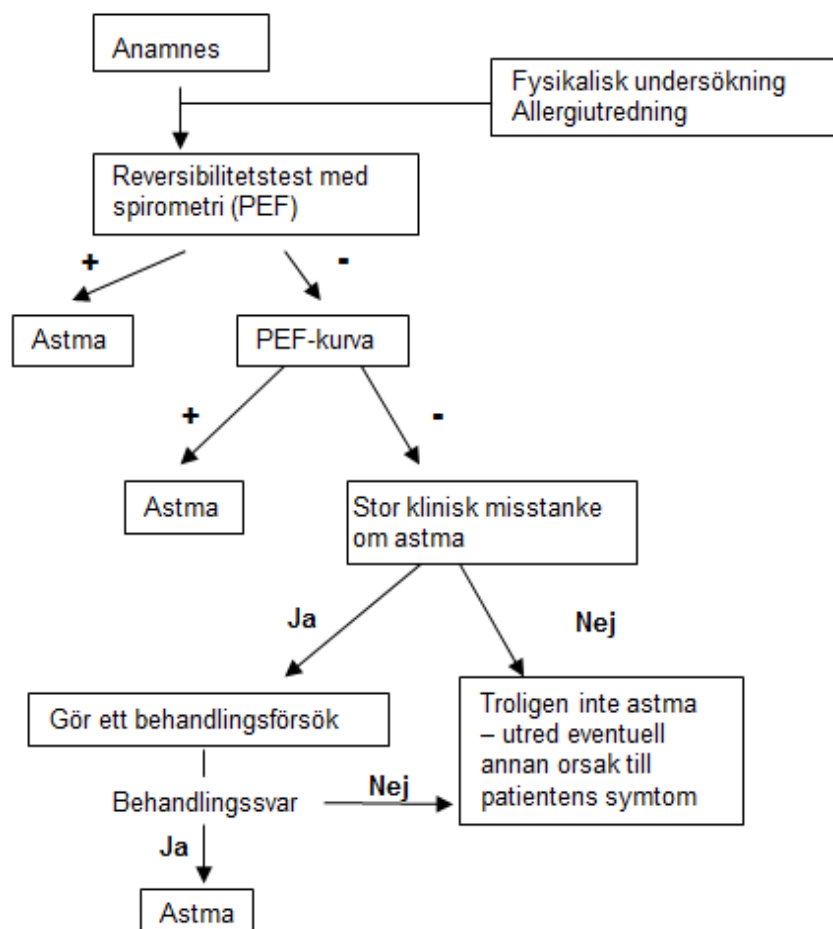 Anamnes
Fysikalisk undersökning
Allergiutredning
Reversibilitetstest med
spirometri (PEF)
+
-
Astma
PEF-kurva
+
-
Astma
Stor klinisk misstanke
om astma
Ja
Nej
Gör ett behandlingsförsök
Troligen inte astma
– utred eventuell
annan orsak till
patientens symtom
Behandlingssvar
Nej
Ja
Astma